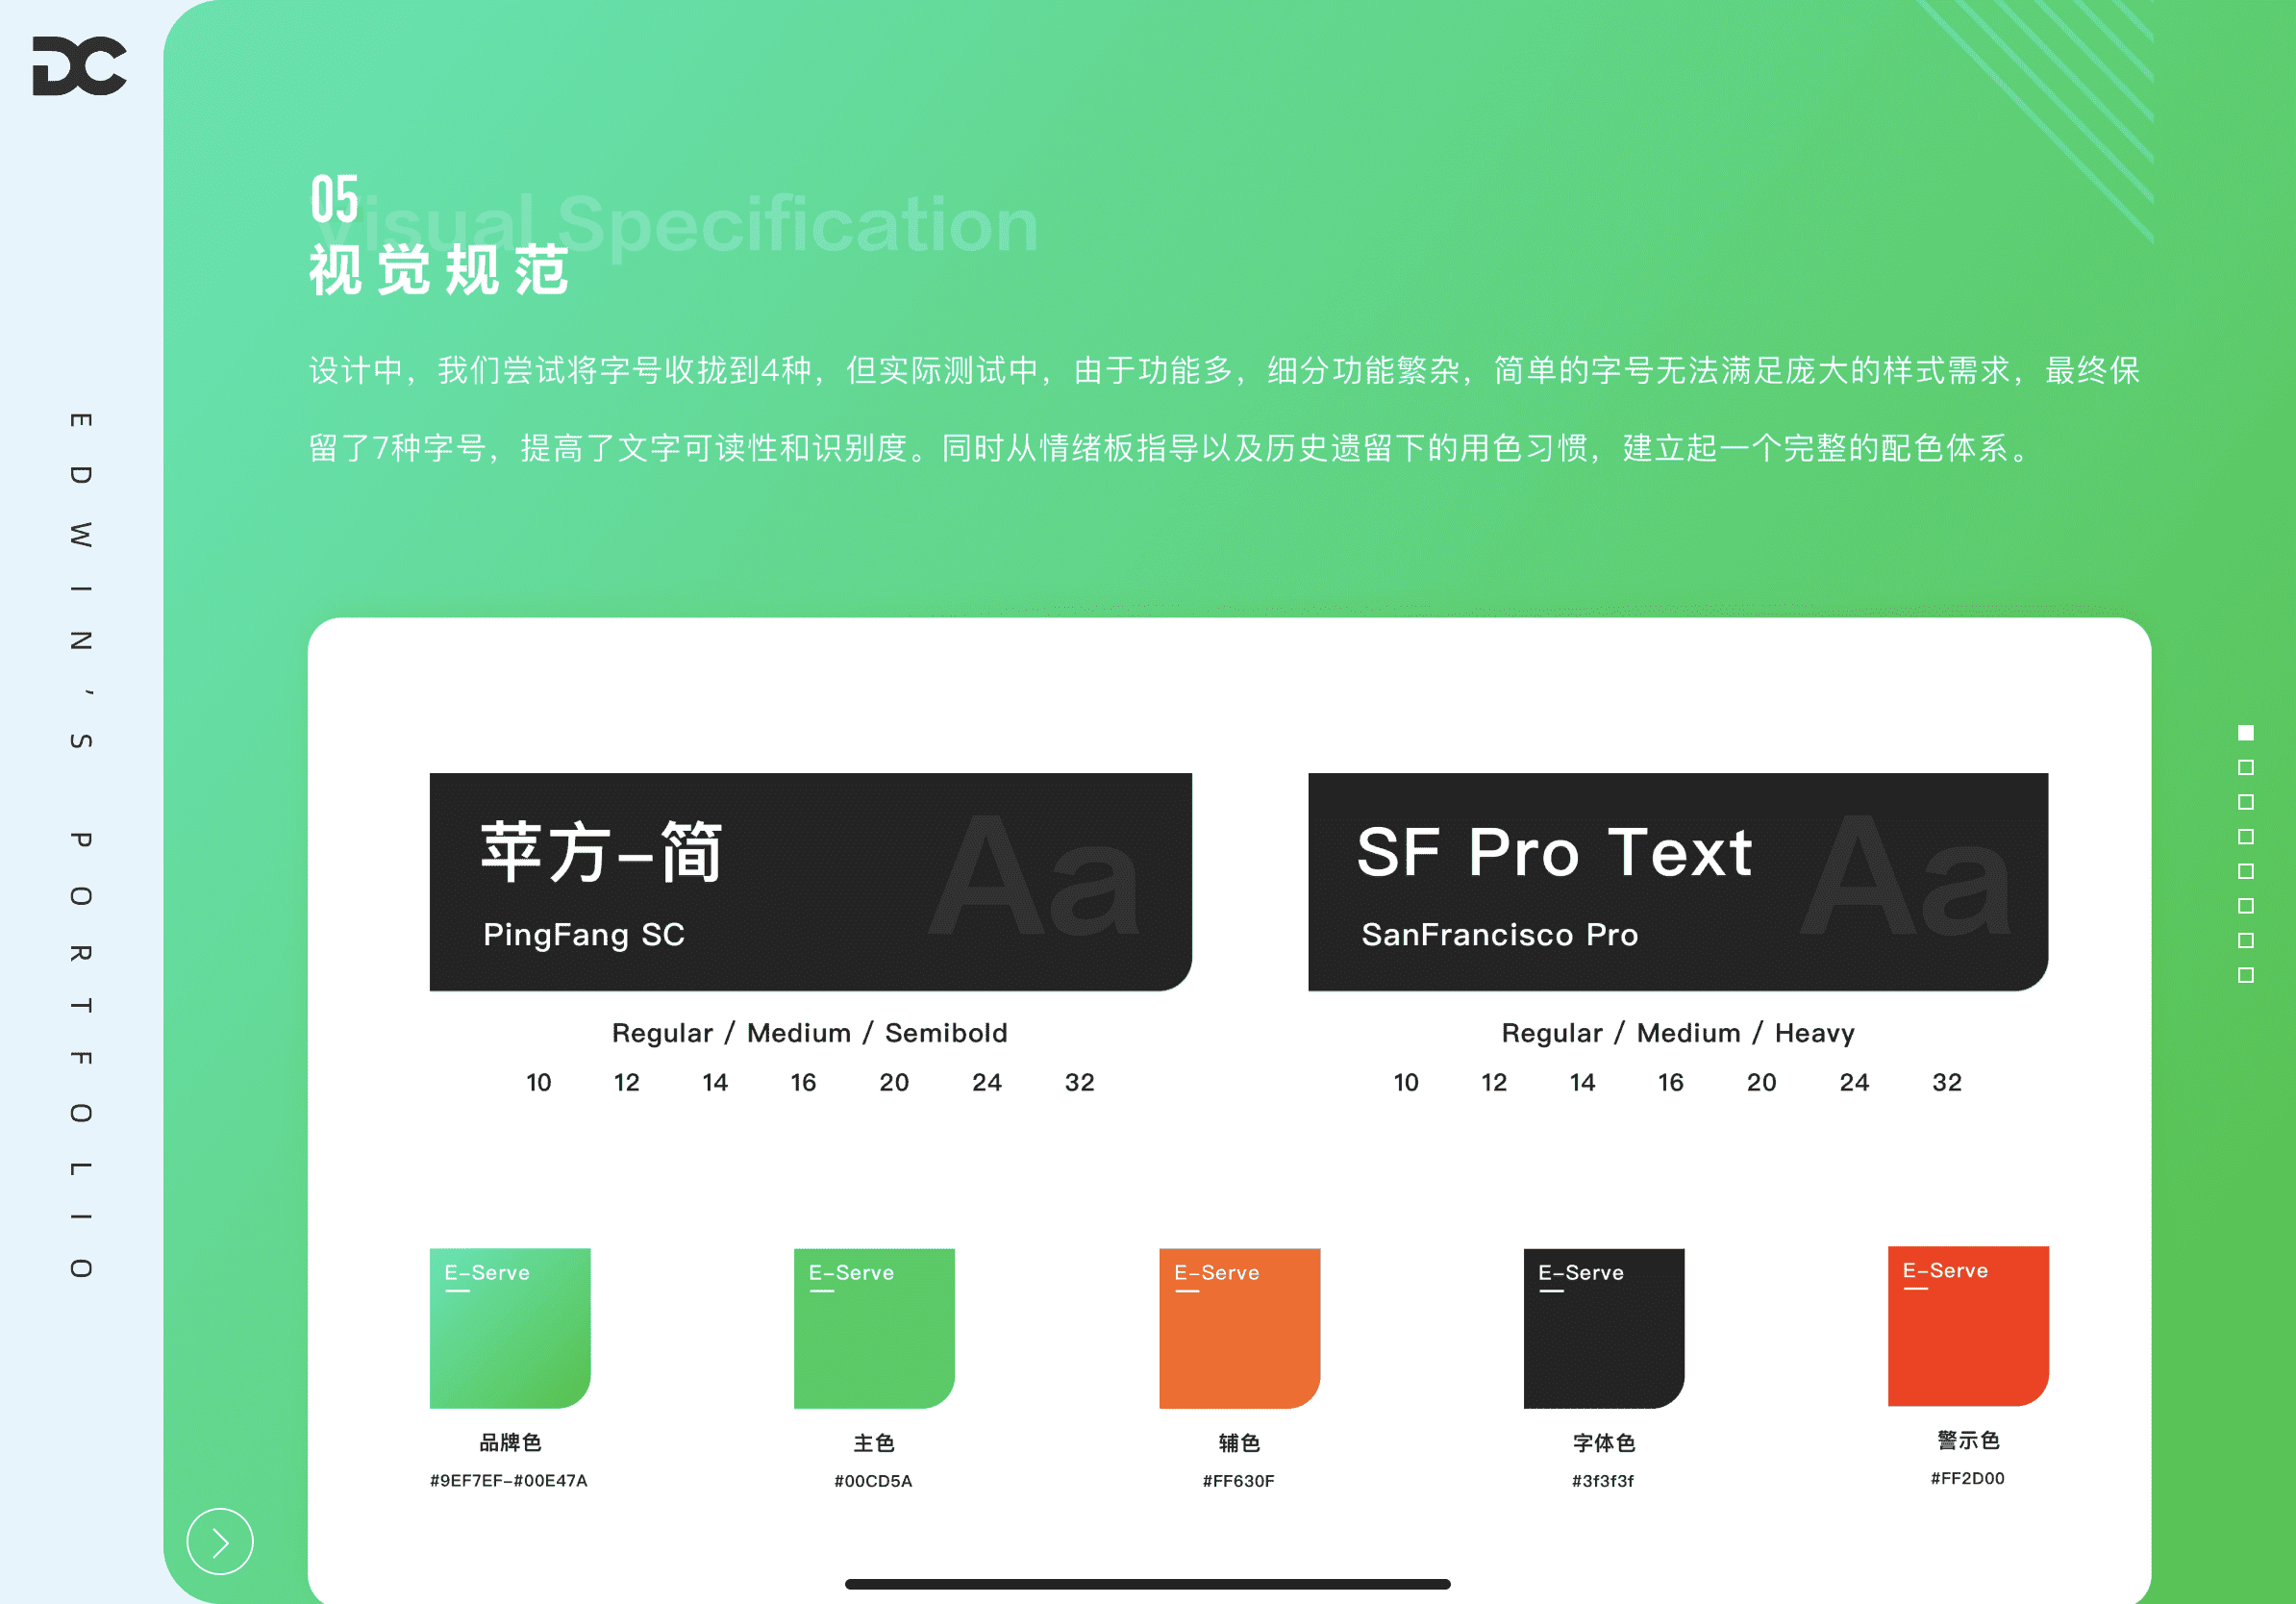 DC
EDWIN'S PORTFOLIO
05
Visual Specification
视觉规范
设计中，我们尝试将字号收拢到4种，但实际测试中，由于功能多，细分功能繁杂，简单的字号无法满足庞大的样式需求，最终保
留了7种字号，提高了文字可读性和识别度。同时从情绪板指导以及历史遗留下的用色习惯，建立起一个完整的配色体系。
苹方-简
Aa
PingFang SC
Regular / Medium / Semibold
10 12 14 16 20 24 32
SF Pro Text
Aa
SanFrancisco Pro
Regular / Medium / Heavy
10 12 14 16 20 24 32
E-Serve
品牌色
#9EF7EF-#00E47A
E-Serve
主色
#00CD5A
E-Serve
辅色
#FF630F
E-Serve
字体色
#3f3f3f
E-Serve
警示色
#FF2D00